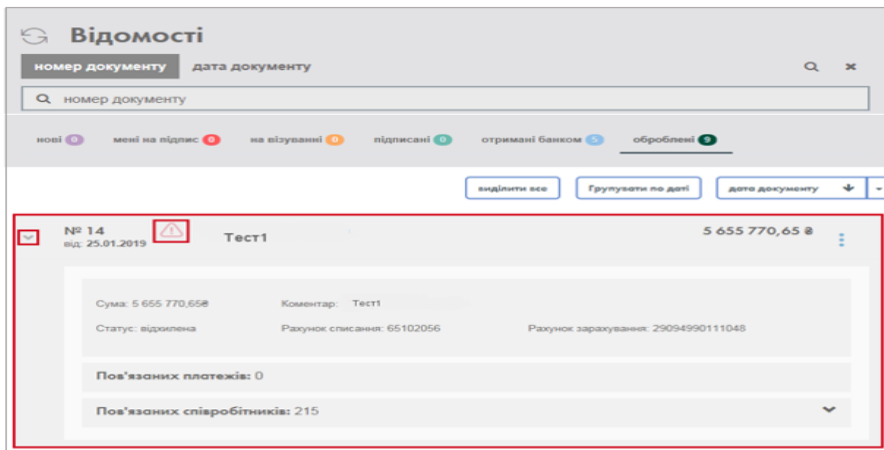 Відомості
номер документу дата документу
номер документу
нові 0 мені на підпис 0 на візуванні 0 підписані 0 отримані банком 5 оброблені 9
виділити все Групувати по даті дата документу
№ 14 5 655 770,65 ₴
від: 25.01.2019 Тест1
Сума: 5 655 770,65₴ Коментар: Тест1
Статус: відхилена Рахунок списання: 65102056 Рахунок зарахування: 29094990111048
Пов'язаних платежів: 0
Пов'язаних співробітників: 215